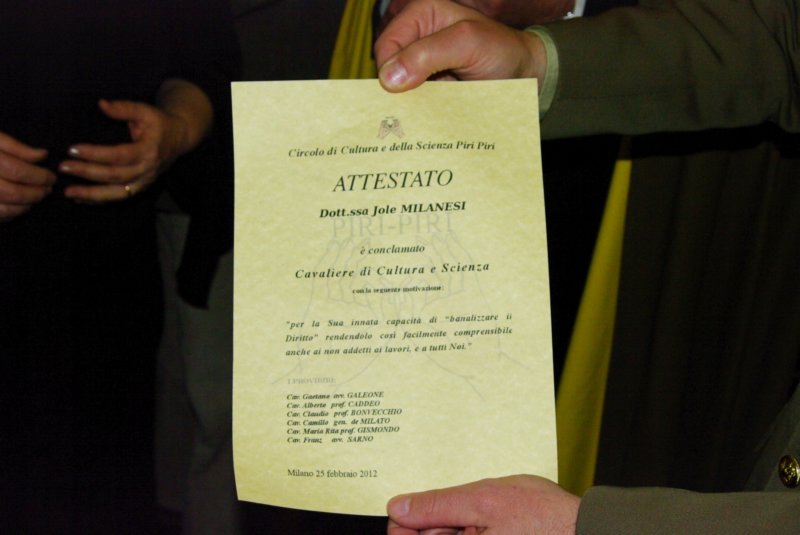 Circolo di Cultura e della Scienza Piri Piri
ATTESTATO
Dott.ssa Jole MILANESI
PIRI-PIRI
è conclamato
Cavaliere di Cultura e Scienza
con la seguente motivazione:
"per la Sua innata capacità di "banalizzare il
Diritto" rendendolo così facilmente comprensibile
anche ai non addetti ai lavori, e a tutti Noi."
I PROVIBIRI:
Cav. Gaetano avv. GALEONE
Cav. Alberto prof. CADDEO
Cav. Claudio prof. BONVECCHIO
Cav. Camillo gen. de MILATO
Cav. Maria Rita prof. GISMONDO
Cav. Franz avv. SARNO
Milano 25 febbraio 2012